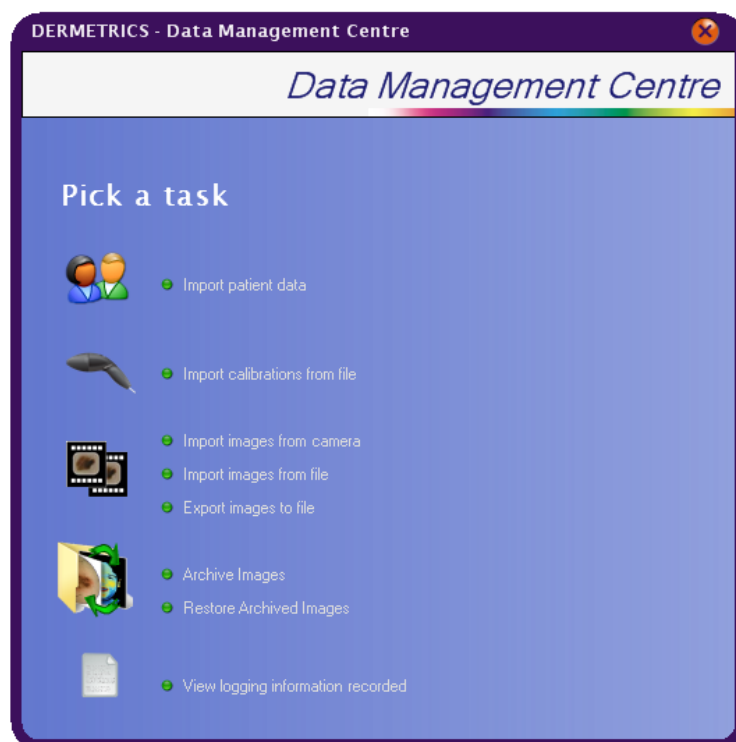 DERMETRICS - Data Management Centre
Data Management Centre
Pick a task
Import patient data
Import calibrations from file
Import images from camera
Import images from file
Export images to file
Archive Images
Restore Archived Images
View logging information recorded